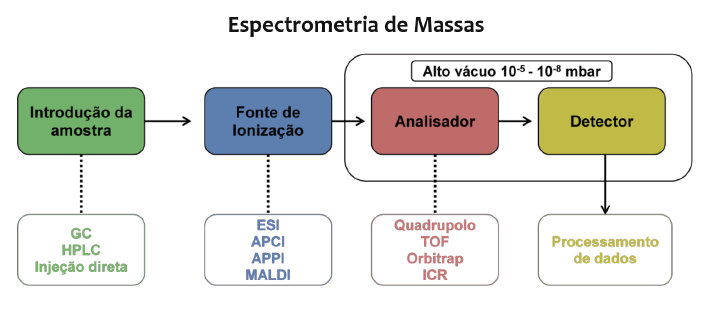 Espectrometria de Massas
Alto vácuo 10⁻⁵ - 10⁻⁸ mbar
Introdução da
amostra
Fonte de
Ionização
Analisador
Detector
GC
HPLC
Injeção direta
ESI
APCI
APPI
MALDI
Quadrupolo
TOF
Orbitrap
ICR
Processamento
de dados